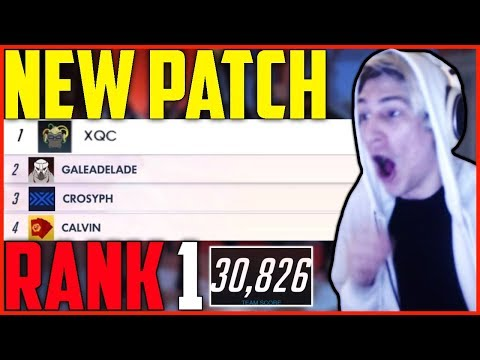 NEW PATCH
1 XQC
2 GALEADELADE
3 CROSYPH
4 CALVIN
RANK 1
30,826
TEAM SCORE